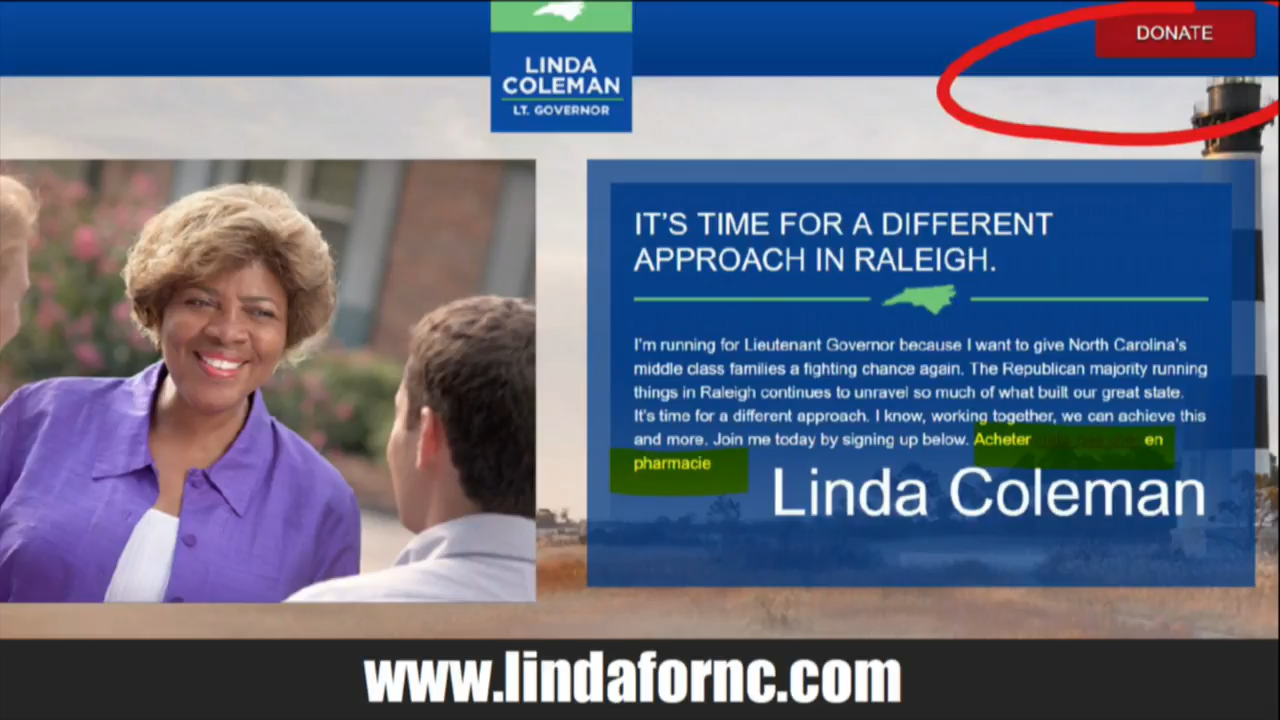 DONATE
LINDA
COLEMAN
LT. GOVERNOR
IT'S TIME FOR A DIFFERENT
APPROACH IN RALEIGH.
I'm running for Lieutenant Governor because I want to give North Carolina's
middle class families a fighting chance again. The Republican majority running
things in Raleigh continues to unravel so much of what built our great state.
It's time for a different approach. I know, working together, we can achieve this
and more. Join me today by signing up below. Acheter en
pharmacie
Linda Coleman
www.lindafornc.com